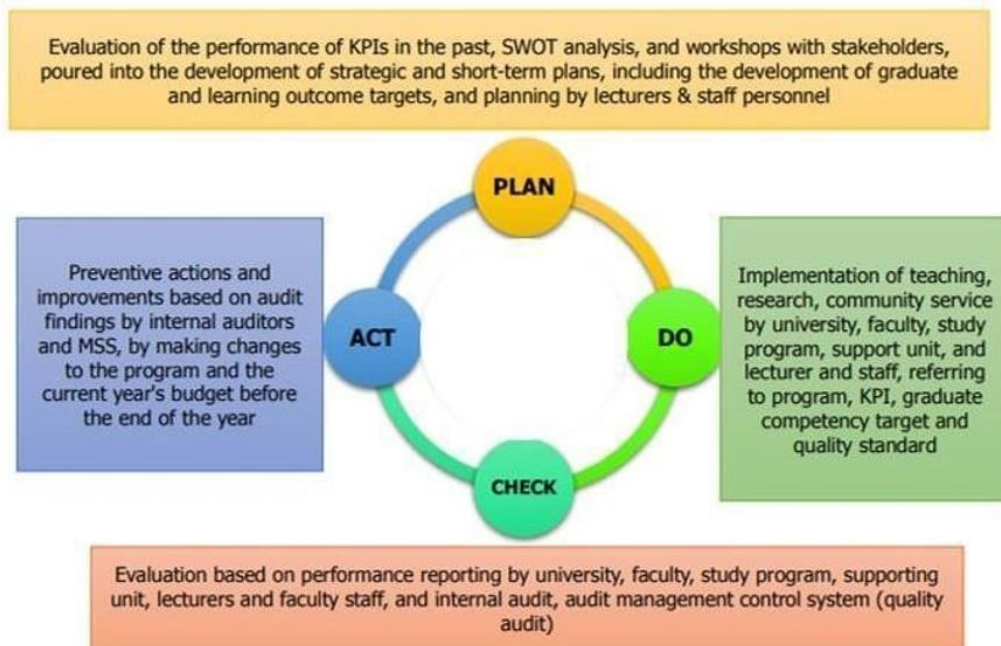 Evaluation of the performance of KPIs in the past, SWOT analysis, and workshops with stakeholders,
poured into the development of strategic and short-term plans, including the development of graduate
and learning outcome targets, and planning by lecturers & staff personnel
PLAN
Preventive actions and
improvements based on audit
findings by internal auditors
and MSS, by making changes
to the program and the
current year's budget before
the end of the year
ACT
DO
Implementation of teaching,
research, community service
by university, faculty, study
program, support unit, and
lecturer and staff, referring
to program, KPI, graduate
competency target and
quality standard
CHECK
Evaluation based on performance reporting by university, faculty, study program, supporting
unit, lecturers and faculty staff, and internal audit, audit management control system (quality
audit)